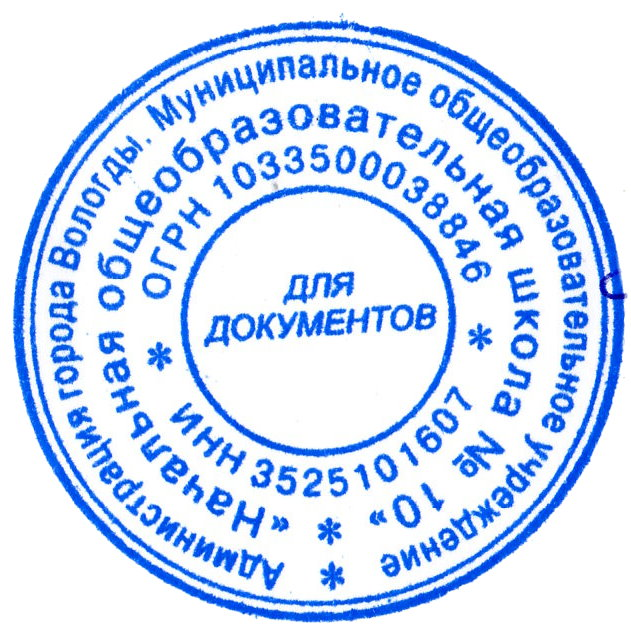 Администрация города Вологды. Муниципальное общеобразовательное учреждение *
«Начальная общеобразовательная школа № 10» *
ОГРН 1033500038846 *
ИНН 3525101607 *
ДЛЯ
ДОКУМЕНТОВ